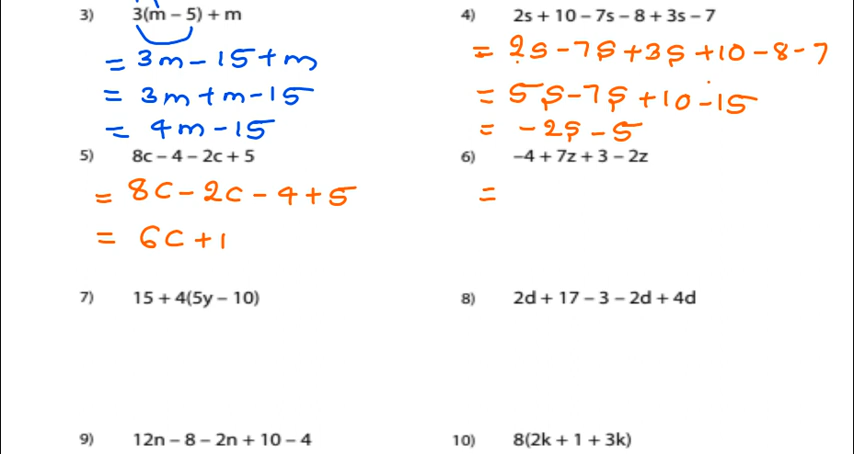 3) 3(m – 5) + m
= 3m - 15 + m
= 3m + m - 15
= 4m - 15
4) 2s + 10 – 7s – 8 + 3s – 7
= 2s - 7s + 3s + 10 - 8 - 7
= 5s - 7s + 10 - 15
= - 2s - 5
5) 8c – 4 – 2c + 5
= 8c - 2c - 4 + 5
= 6c + 1
6) –4 + 7z + 3 – 2z
=
7) 15 + 4(5y – 10)
8) 2d + 17 – 3 – 2d + 4d
9) 12n – 8 – 2n + 10 – 4
10) 8(2k + 1 + 3k)